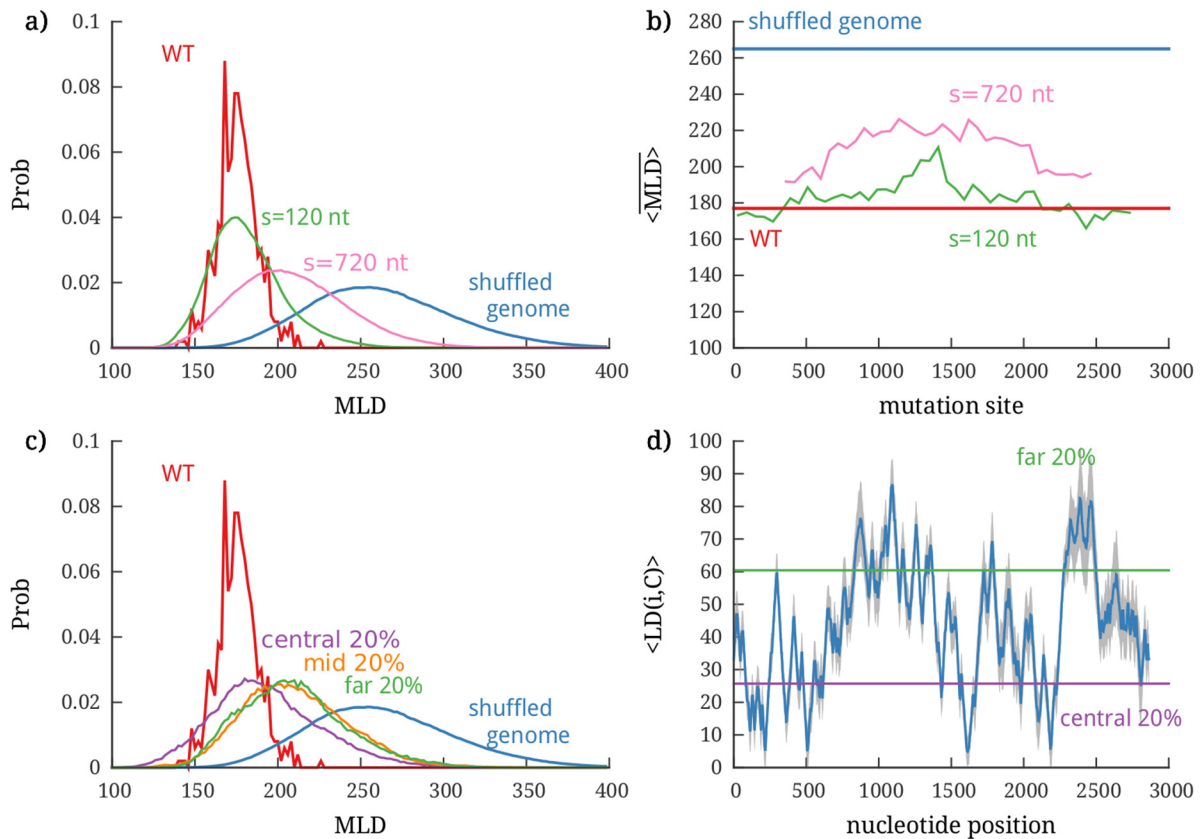 a)
0.1
0.08
0.06
0.04
0.02
0
Prob
WT
s=120 nt
s=720 nt
shuffled
genome
100
150
200
250
300
350
400
MLD
b)
280
260
240
220
200
180
160
140
120
100
<MLD>
shuffled genome
s=720 nt
WT
s=120 nt
0
500
1000
1500
2000
2500
3000
mutation site
c)
0.1
0.08
0.06
0.04
0.02
0
Prob
WT
central 20%
mid 20%
far 20%
shuffled
genome
100
150
200
250
300
350
400
MLD
d)
100
90
80
70
60
50
40
30
20
10
0
<LD(i,C)>
far 20%
central 20%
0
500
1000
1500
2000
2500
3000
nucleotide position